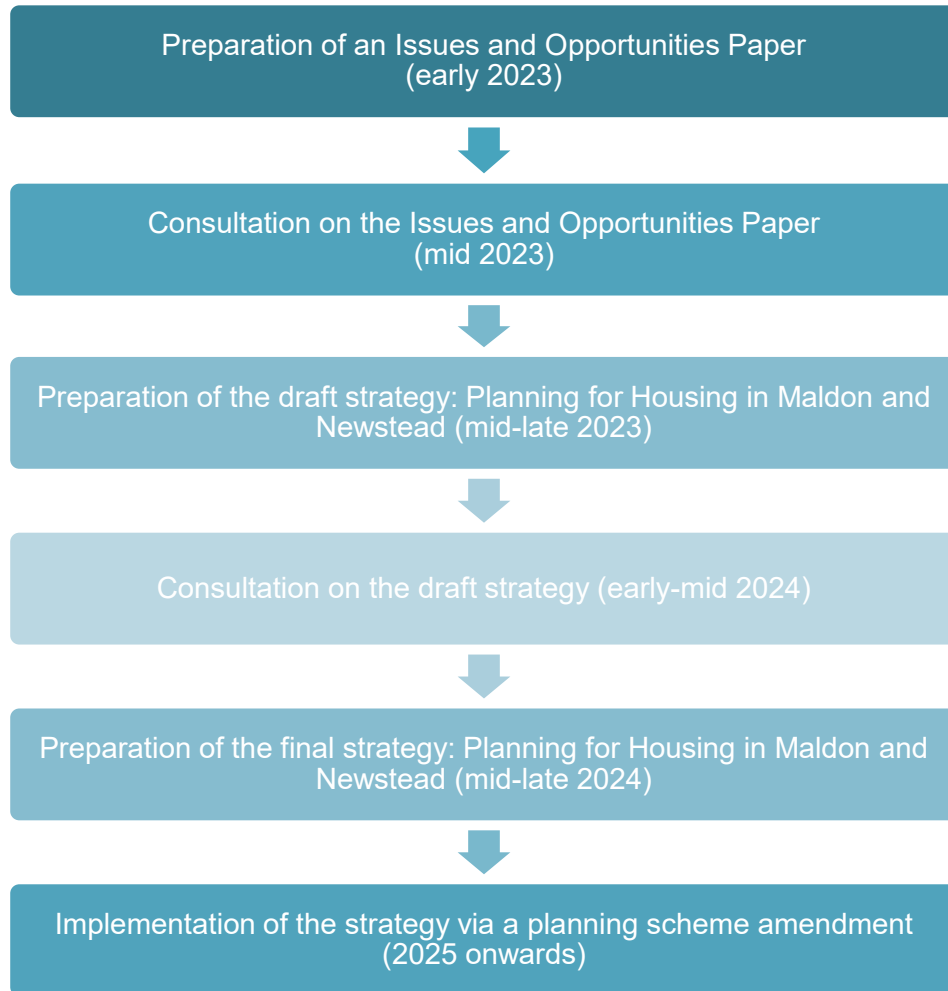 Preparation of an Issues and Opportunities Paper
(early 2023)
Consultation on the Issues and Opportunities Paper
(mid 2023)
Preparation of the draft strategy: Planning for Housing in Maldon and
Newstead (mid-late 2023)
Consultation on the draft strategy (early-mid 2024)
Preparation of the final strategy: Planning for Housing in Maldon and
Newstead (mid-late 2024)
Implementation of the strategy via a planning scheme amendment
(2025 onwards)